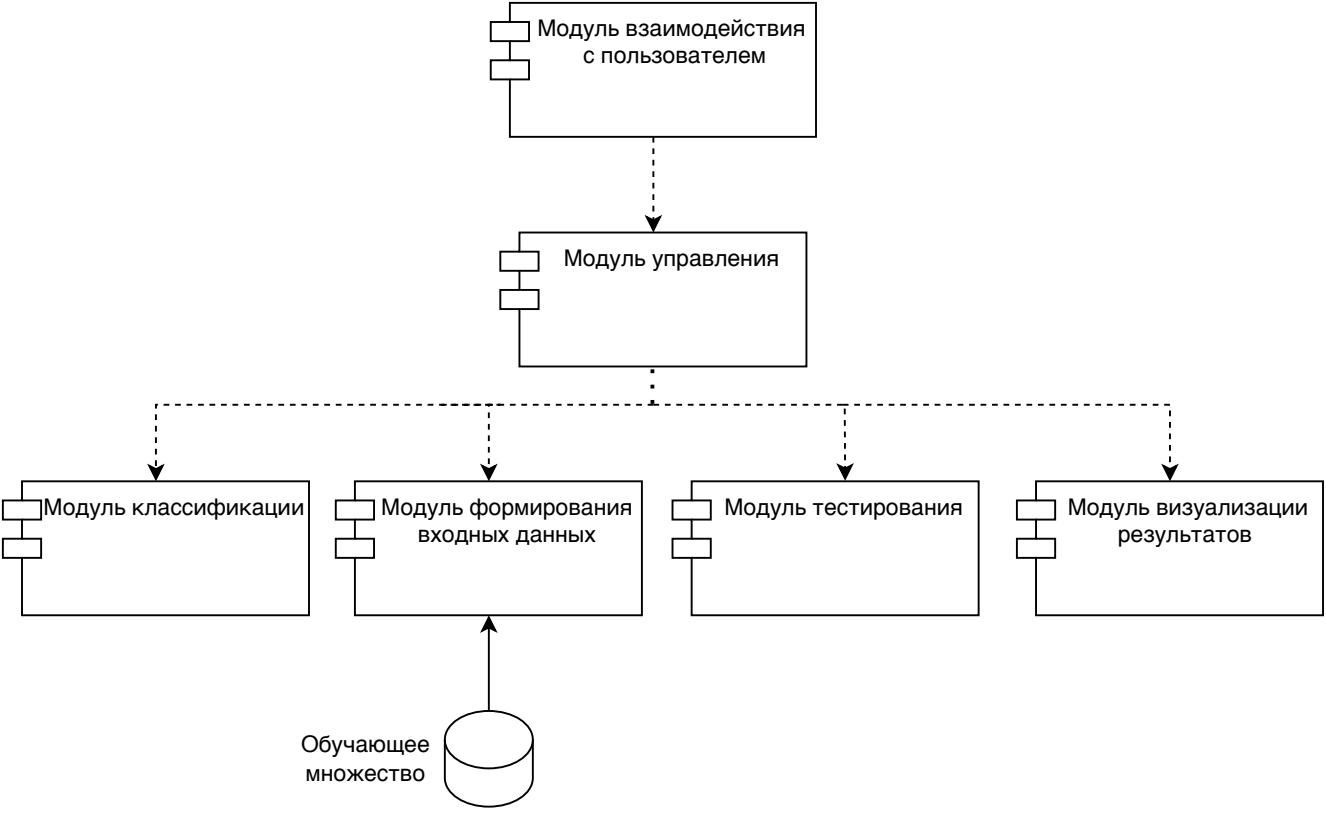 Модуль взаимодействия
с пользователем
Модуль управления
Модуль классификации
Модуль формирования
входных данных
Модуль тестирования
Модуль визуализации
результатов
Обучающее
множество